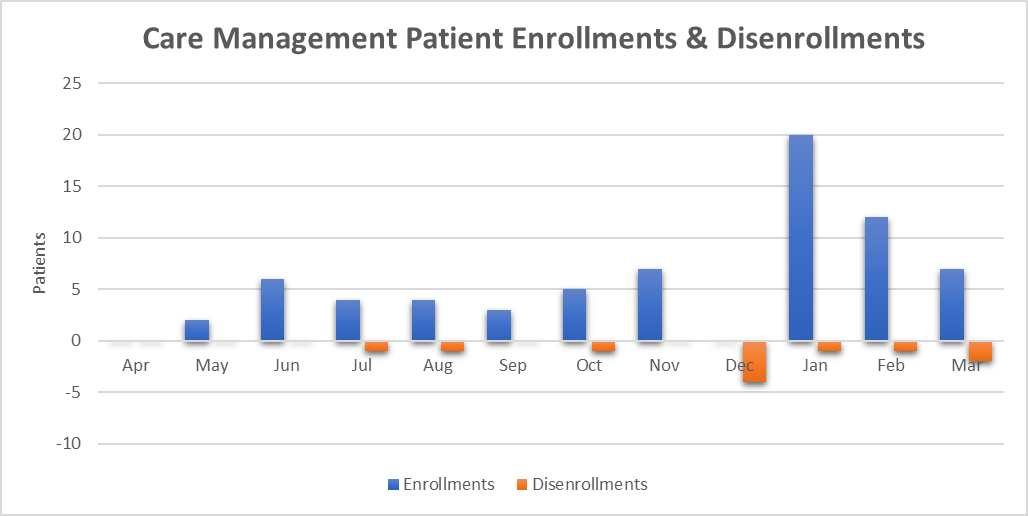 Care Management Patient Enrollments & Disenrollments
25
20
15
10
5
0
-5
-10
Patients
Apr May Jun Jul Aug Sep Oct Nov Dec Jan Feb Mar
Enrollments Disenrollments